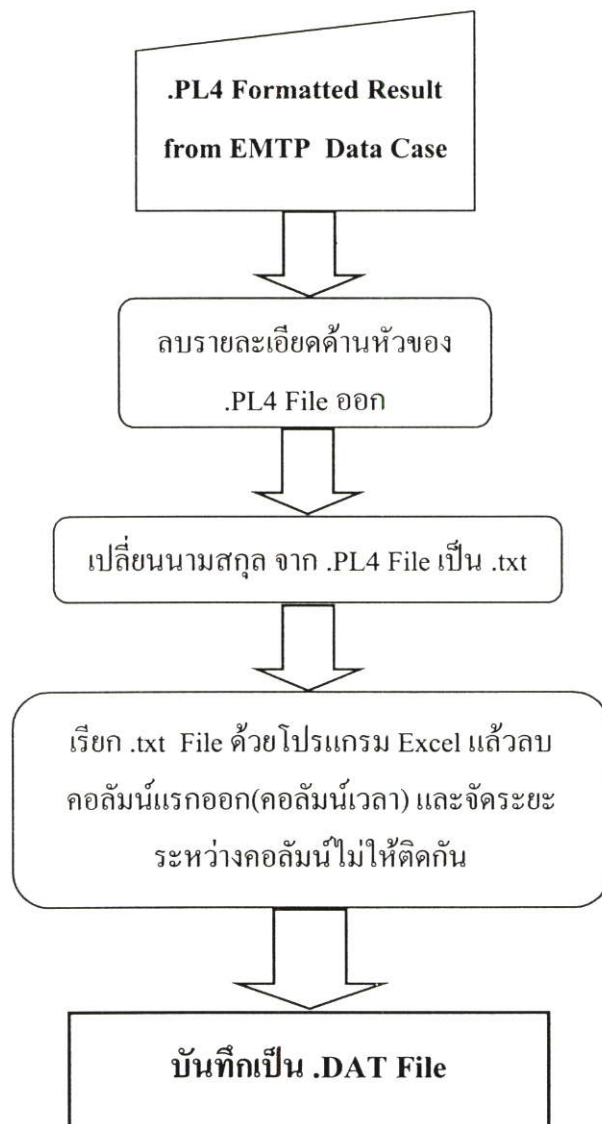 .PL4 Formatted Result
from EMTP Data Case
ลบรายละเอียดด้านหัวของ
.PL4 File ออก
เปลี่ยนนามสกุล จาก .PL4 File เป็น .txt
เรียก .txt File ด้วยโปรแกรม Excel แล้วลบ
คอลัมน์แรกออก(คอลัมน์เวลา) และจัดระยะ
ระหว่างคอลัมน์ไม่ให้ติดกัน
บันทึกเป็น .DAT File